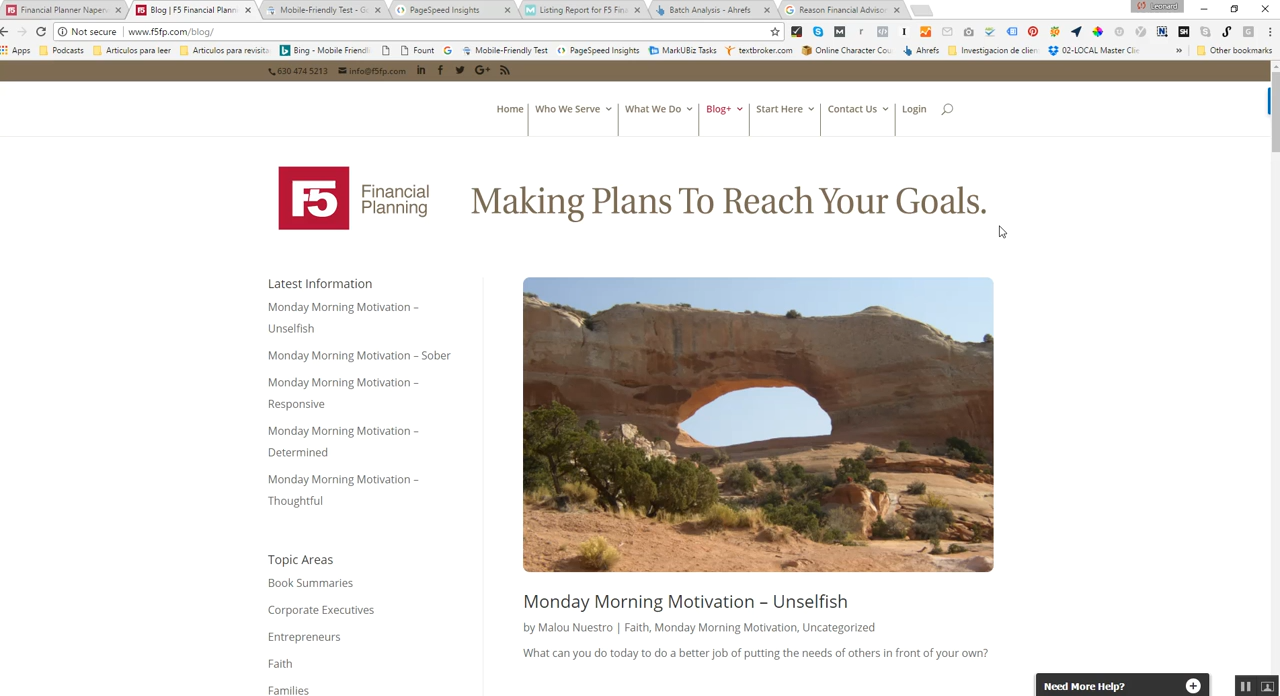 Financial Planner Naperv
Blog | F5 Financial Plann
Mobile-Friendly Test - Go
PageSpeed Insights
Listing Report for F5 Fina
Batch Analysis - Ahrefs
Reason Financial Advisor
Leonard
Not secure
www.f5fp.com/blog/
Apps
Podcasts
Articulos para leer
Articulos para revisita
Bing - Mobile Friendl
Fount
Mobile-Friendly Test
PageSpeed Insights
MarkUBiz Tasks
textbroker.com
Online Character Cou
Ahrefs
Investigacion de clien
02-LOCAL Master Clie
»
Other bookmarks
630 474 5213
info@f5fp.com
Home
Who We Serve
What We Do
Blog+
Start Here
Contact Us
Login
F5
Financial
Planning
Making Plans To Reach Your Goals.
Latest Information
Monday Morning Motivation –
Unselfish
Monday Morning Motivation – Sober
Monday Morning Motivation –
Responsive
Monday Morning Motivation –
Determined
Monday Morning Motivation –
Thoughtful
Topic Areas
Book Summaries
Corporate Executives
Entrepreneurs
Faith
Families
Monday Morning Motivation – Unselfish
by Malou Nuestro | Faith, Monday Morning Motivation, Uncategorized
What can you do today to do a better job of putting the needs of others in front of your own?
Need More Help?